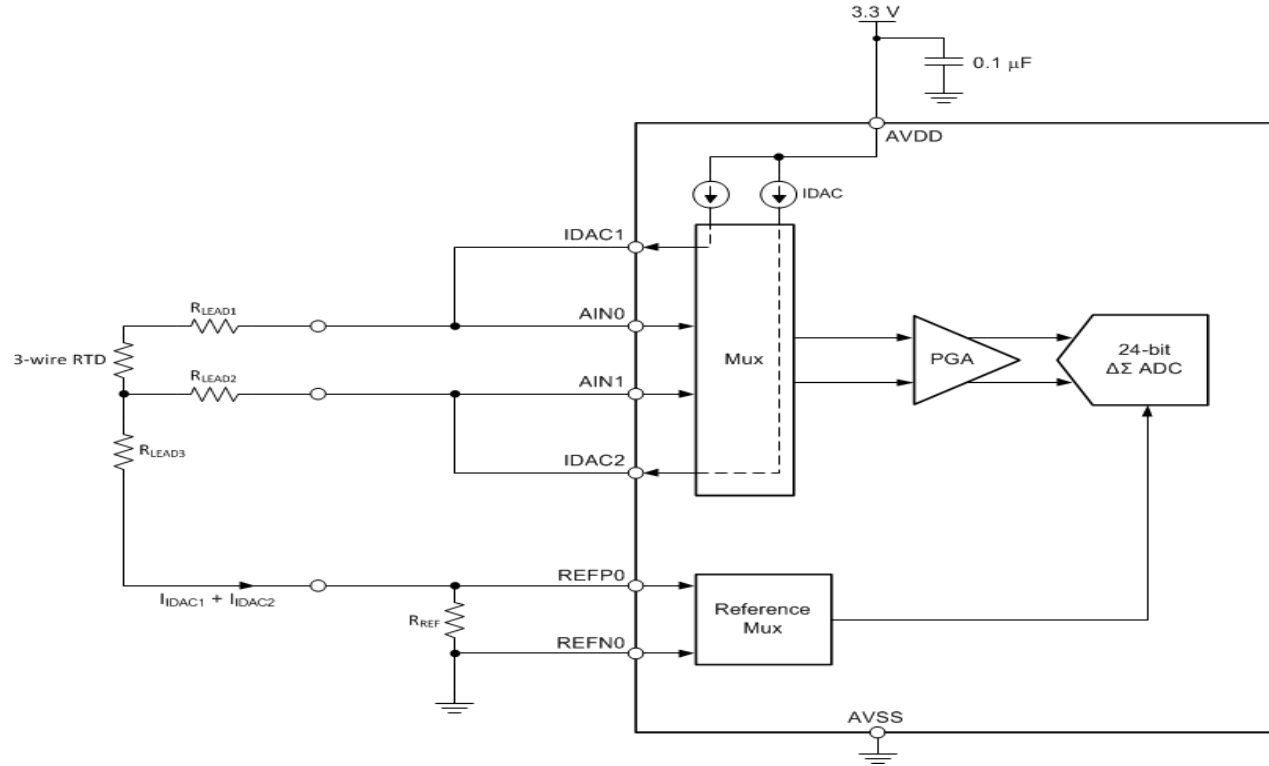 3.3 V
0.1 μF
AVDD
IDAC
IDAC1
RLEAD1
AIN0
3-wire RTD
Mux
PGA
24-bit
ΔΣ ADC
RLEAD2
AIN1
RLEAD3
IDAC2
REFP0
IIDAC1 + IIDAC2
RREF
Reference
Mux
REFN0
AVSS